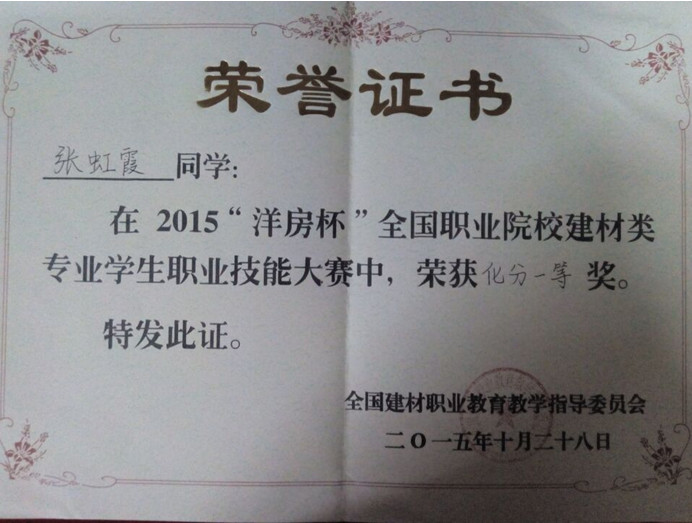 荣誉证书
张虹霞 同学:
在 2015“洋房杯”全国职业院校建材类
专业学生职业技能大赛中, 荣获化分一等 奖。
特发此证。
全国建材职业教育教学指导委员会
二O一五年十月二十八日